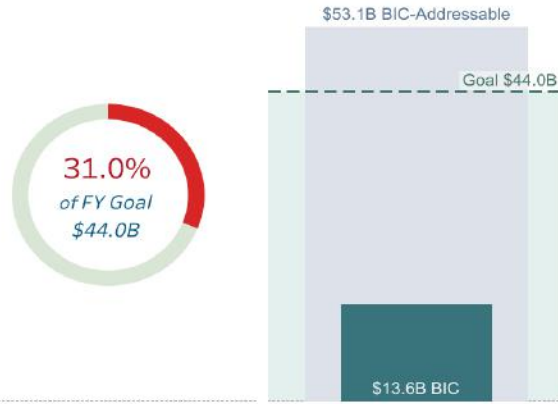 $53.1B BIC-Addressable
Goal $44.0B
31.0%
of FY Goal
$44.0B
$13.6B BIC